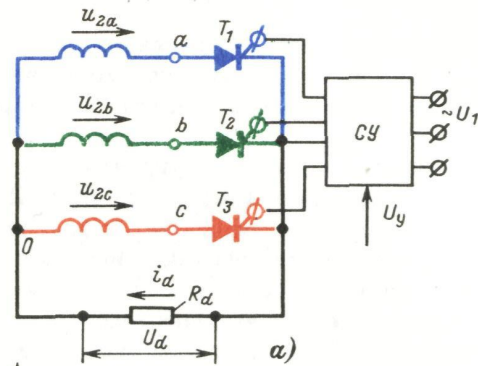 u2a a T1
u2b b T2 СУ ~U1
u2c c T3
0 Uy
id Rd
Ud а)